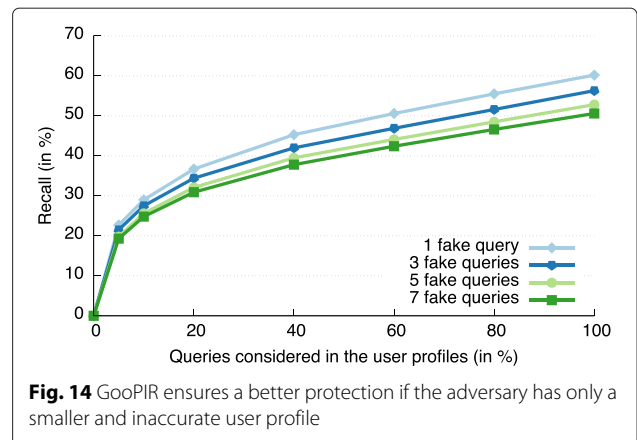 70
60
50
40
30
20
10
0
Recall (in %)
1 fake query
3 fake queries
5 fake queries
7 fake queries
0 20 40 60 80 100
Queries considered in the user profiles (in %)
Fig. 14 GooPIR ensures a better protection if the adversary has only a
smaller and inaccurate user profile